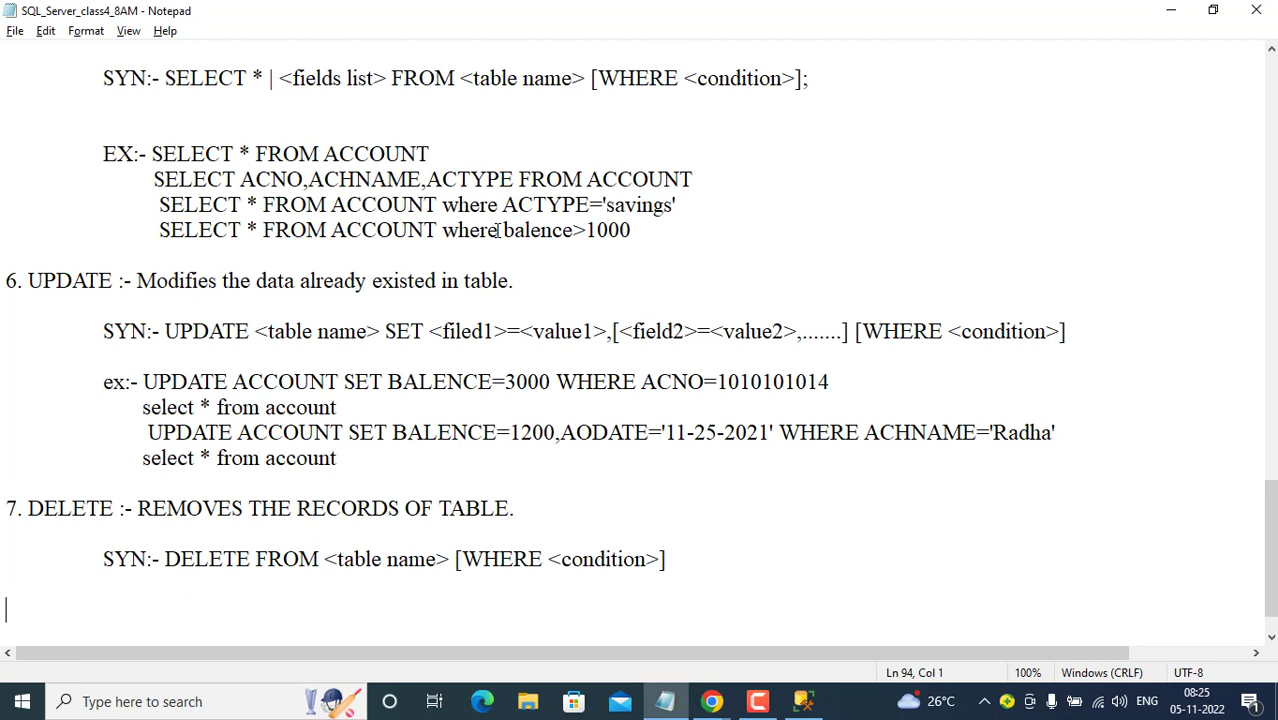 SQL_Server_class4_8AM - Notepad
File Edit Format View Help
SYN:- SELECT * | <fields list> FROM <table name> [WHERE <condition>];
EX:- SELECT * FROM ACCOUNT
SELECT ACNO,ACHNAME,ACTYPE FROM ACCOUNT
SELECT * FROM ACCOUNT where ACTYPE='savings'
SELECT * FROM ACCOUNT where balence>1000
6. UPDATE :- Modifies the data already existed in table.
SYN:- UPDATE <table name> SET <filed1>=<value1>,[<field2>=<value2>,.......] [WHERE <condition>]
ex:- UPDATE ACCOUNT SET BALENCE=3000 WHERE ACNO=1010101014
select * from account
UPDATE ACCOUNT SET BALENCE=1200,AODATE='11-25-2021' WHERE ACHNAME='Radha'
select * from account
7. DELETE :- REMOVES THE RECORDS OF TABLE.
SYN:- DELETE FROM <table name> [WHERE <condition>]
Ln 94, Col 1 100% Windows (CRLF) UTF-8
Type here to search 26°C ENG 08:25
05-11-2022 1